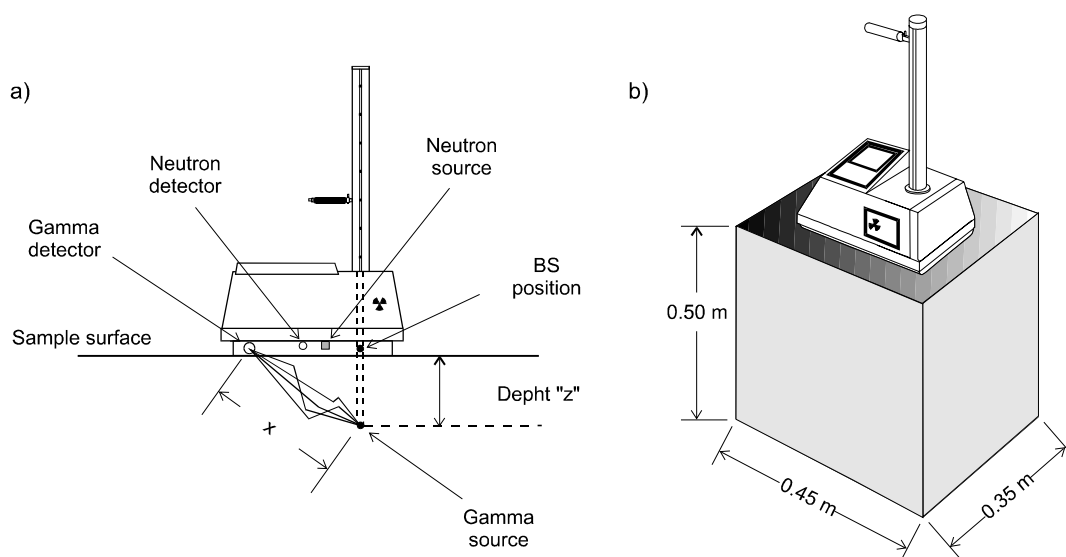 a)
Neutron
detector
Neutron
source
Gamma
detector
BS
position
Sample surface
Depht "z"
x
Gamma
source
b)
0.50 m
0.45 m
0.35 m